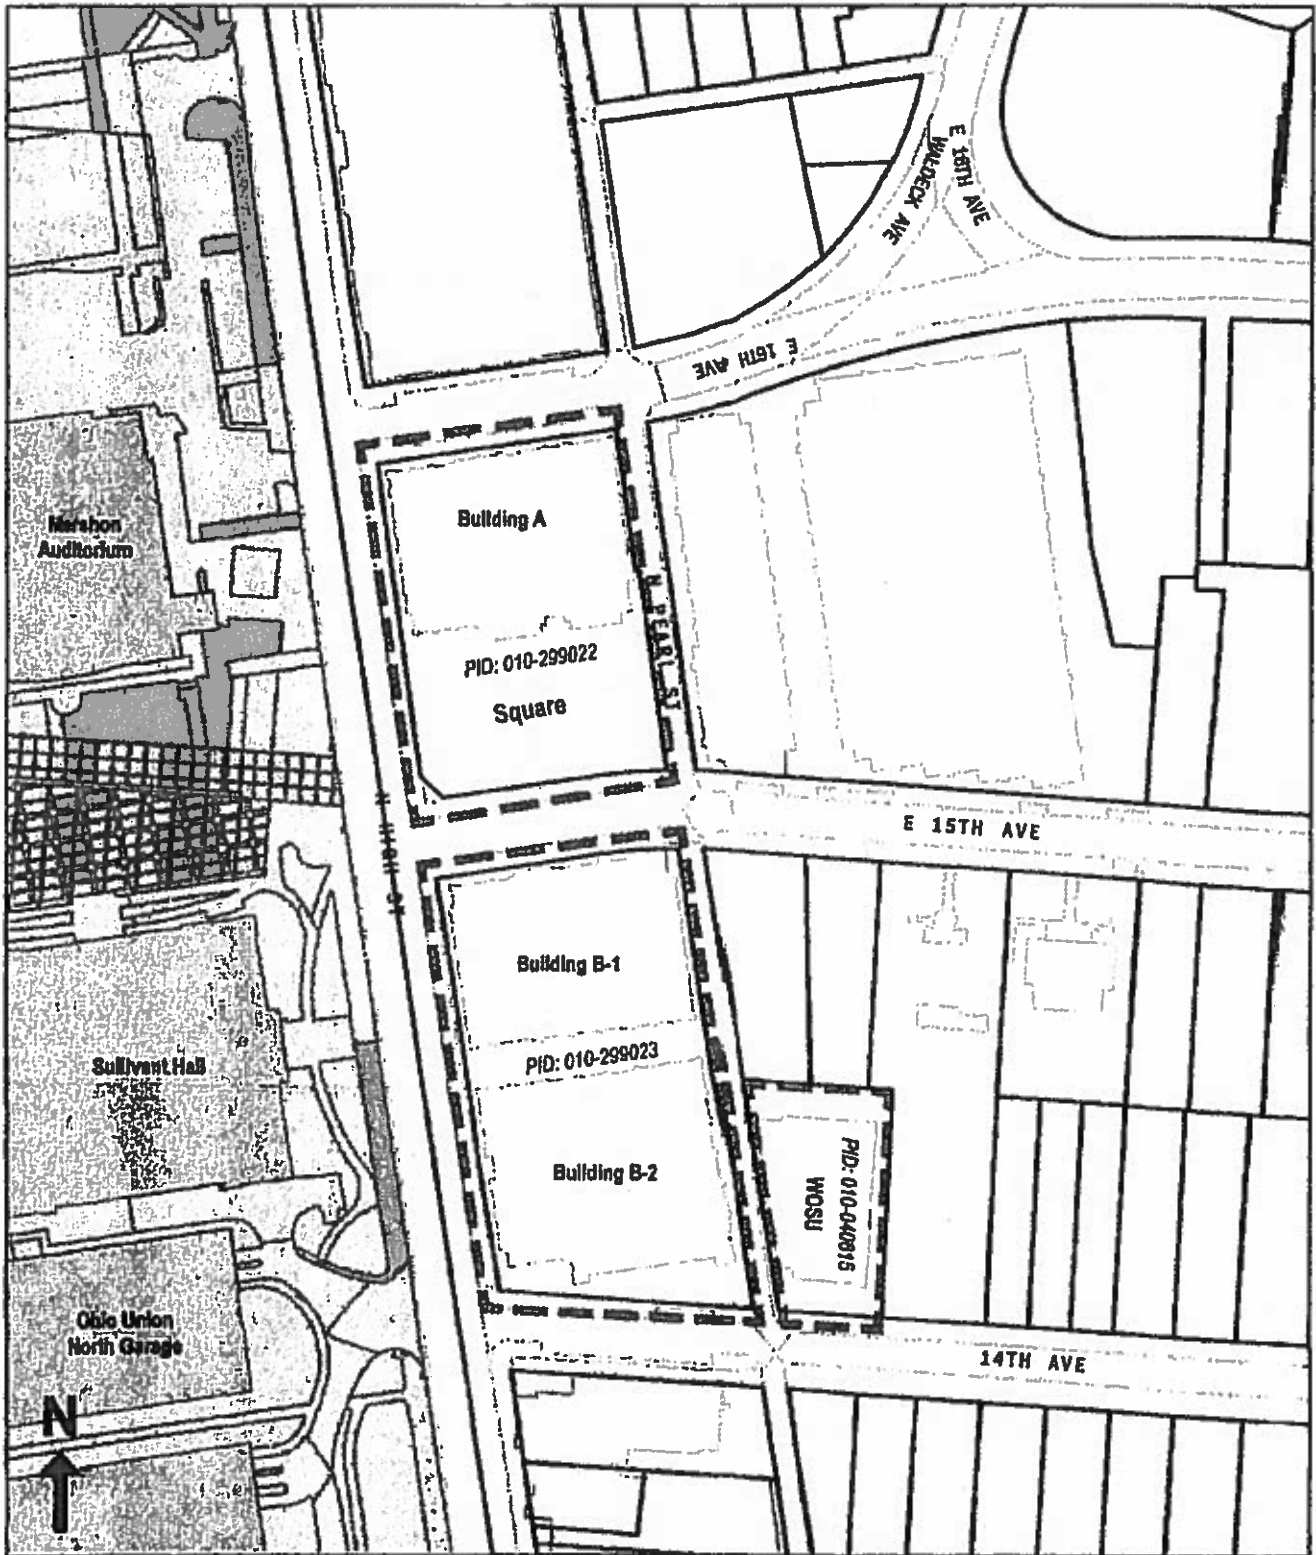 E 18TH AVE
WALDECK AVE
E 16TH AVE
Building A
Mershon
Auditorium
N PEARL ST
PID: 010-299022
Square
N HIGH ST
E 15TH AVE
Building B-1
PID: 010-299023
Sullivant Hall
Building B-2
PID: 010-040815
WOSU
Ohio Union
North Garage
14TH AVE
N